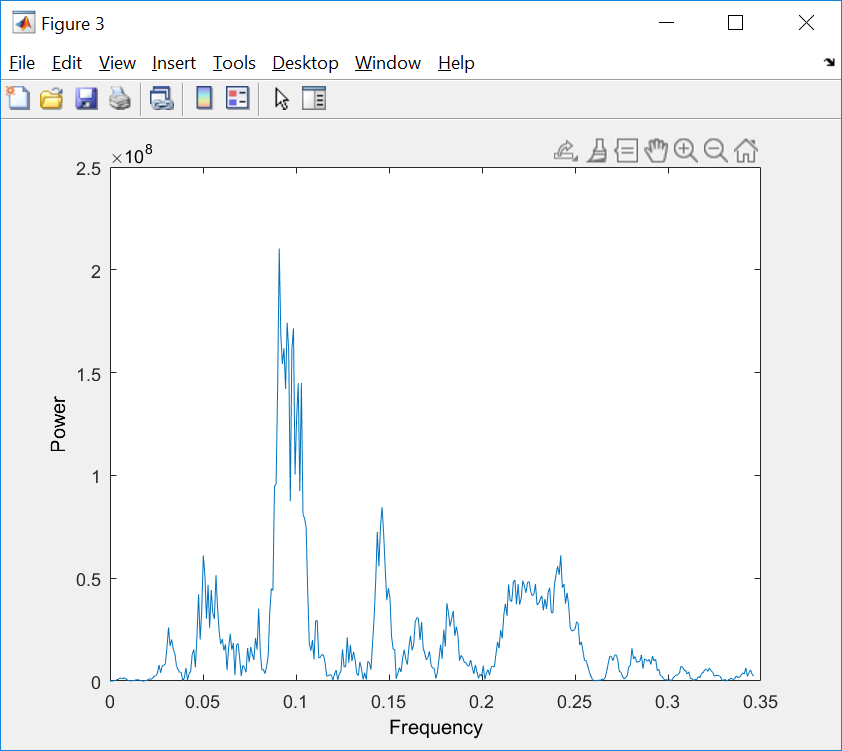 Figure 3
File Edit View Insert Tools Desktop Window Help
×10^8
2.5
2
1.5
1
0.5
0
Power
0 0.05 0.1 0.15 0.2 0.25 0.3 0.35
Frequency